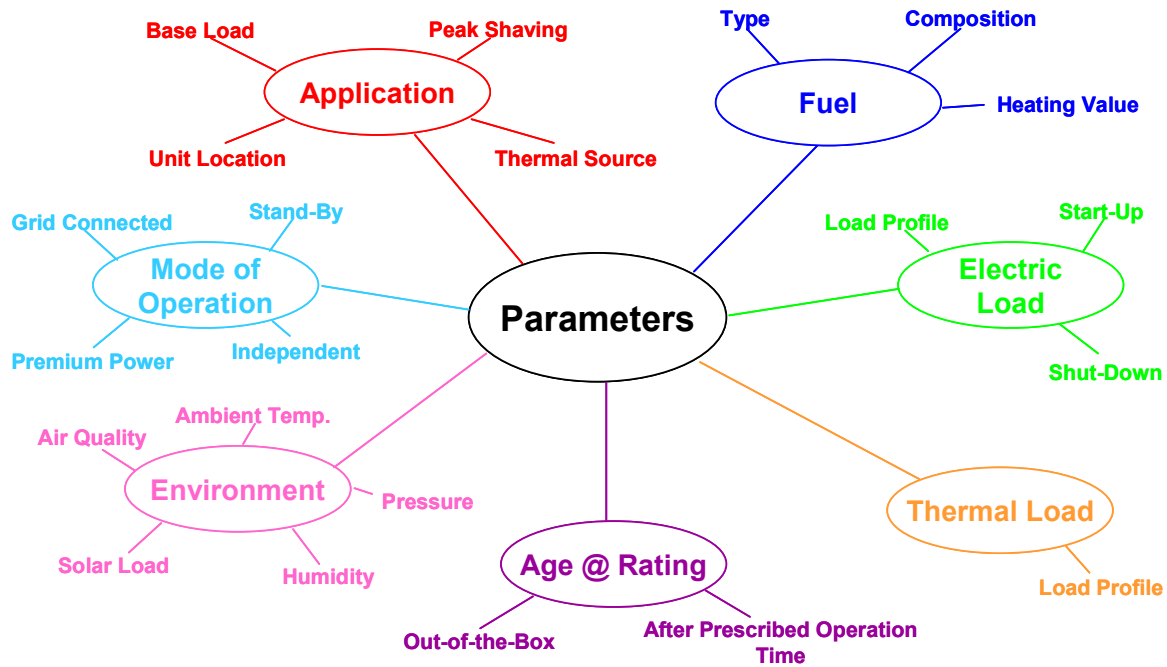 Base Load
Peak Shaving
Application
Unit Location
Thermal Source
Type
Composition
Fuel
Heating Value
Grid Connected
Stand-By
Mode of
Operation
Premium Power
Independent
Parameters
Load Profile
Start-Up
Electric
Load
Shut-Down
Ambient Temp.
Air Quality
Environment
Pressure
Solar Load
Humidity
Age @ Rating
Out-of-the-Box
After Prescribed Operation
Time
Thermal Load
Load Profile